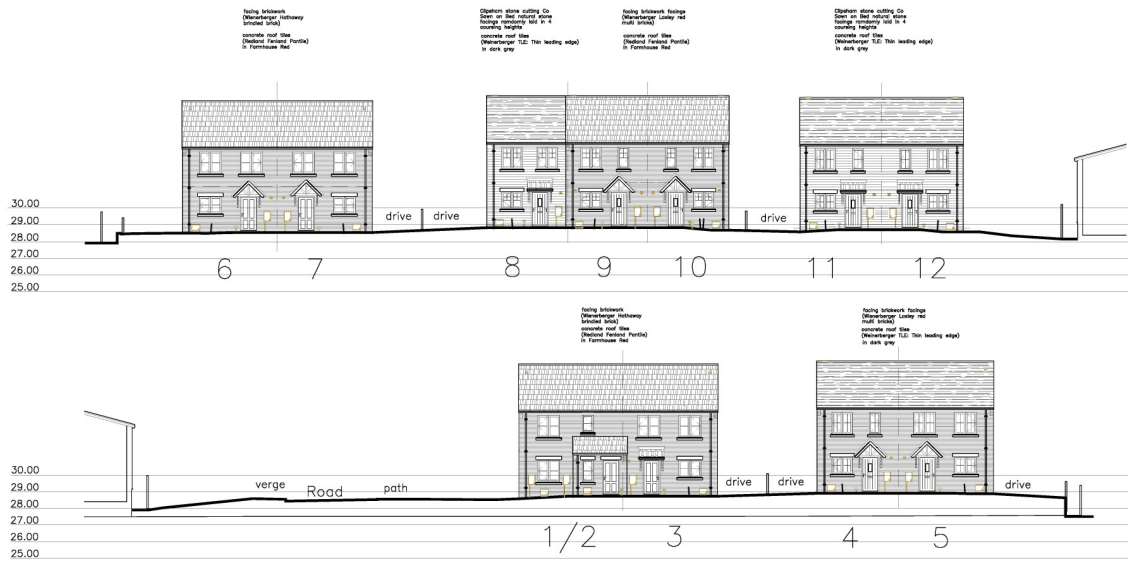 facing brickwork
(Wienerberger Hathaway
brindled brick)
concrete roof tiles
(Redland Fenland Pantile)
in Farmhouse Red
Clipsham stone cutting Co
Sawn on Bed natural stone
facings ramdomly laid in 4
coursing heights
concrete roof tiles
(Weinerberger TLE: Thin leading edge)
in dark grey
facing brickwork facings
(Wienerberger Loxley red
multi bricks)
concrete roof tiles
(Redland Fenland Pantile)
in Farmhouse Red
Clipsham stone cutting Co
Sawn on Bed natural stone
facings ramdomly laid in 4
coursing heights
concrete roof tiles
(Weinerberger TLE: Thin leading edge)
in dark grey
30.00
29.00
28.00
27.00
26.00
25.00
drive
drive
drive
6
7
8
9
10
11
12
facing brickwork
(Wienerberger Hathaway
brindled brick)
concrete roof tiles
(Redland Fenland Pantile)
in Farmhouse Red
facing brickwork facings
(Wienerberger Loxley red
multi bricks)
concrete roof tiles
(Weinerberger TLE: Thin leading edge)
in dark grey
30.00
29.00
28.00
27.00
26.00
25.00
verge
Road
path
drive
drive
drive
1/2
3
4
5